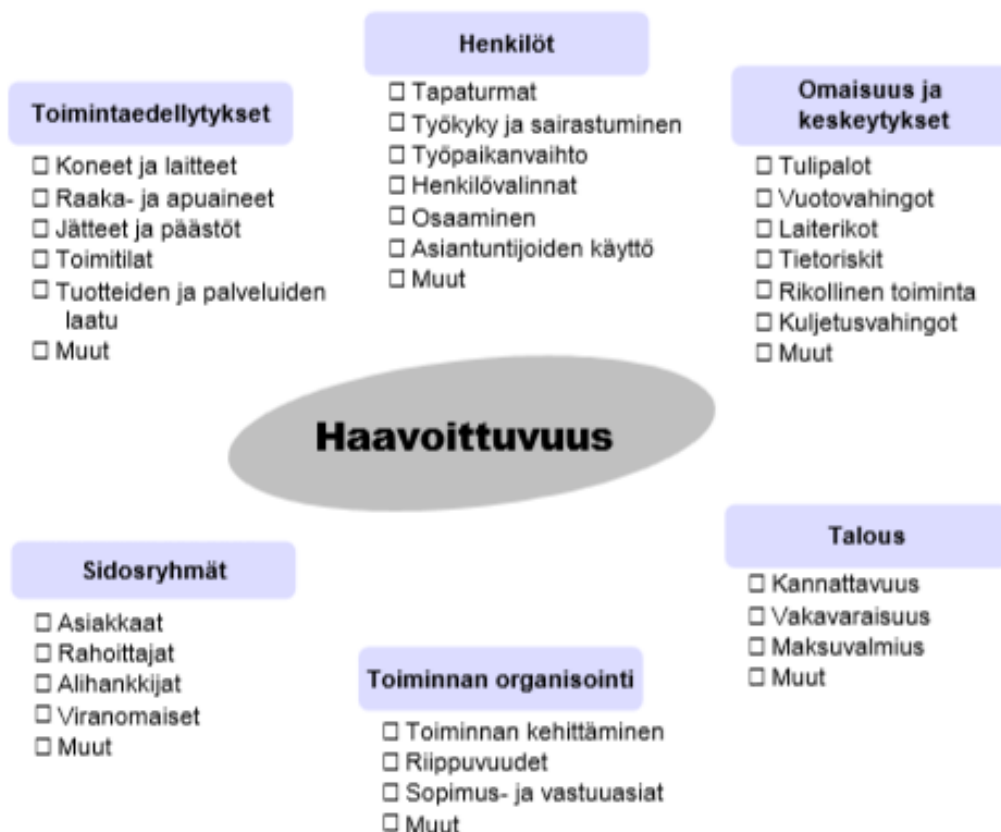 Henkilöt
☐ Tapaturmat
☐ Työkyky ja sairastuminen
☐ Työpaikanvaihto
☐ Henkilövalinnat
☐ Osaaminen
☐ Asiantuntijoiden käyttö
☐ Muut
Toimintaedellytykset
☐ Koneet ja laitteet
☐ Raaka- ja apuaineet
☐ Jätteet ja päästöt
☐ Toimitilat
☐ Tuotteiden ja palveluiden
laatu
☐ Muut
Omaisuus ja
keskeytykset
☐ Tulipalot
☐ Vuotovahingot
☐ Laiterikot
☐ Tietoriskit
☐ Rikollinen toiminta
☐ Kuljetusvahingot
☐ Muut
Haavoittuvuus
Sidosryhmät
☐ Asiakkaat
☐ Rahoittajat
☐ Alihankkijat
☐ Viranomaiset
☐ Muut
Toiminnan organisointi
☐ Toiminnan kehittäminen
☐ Riippuvuudet
☐ Sopimus- ja vastuuasiat
☐ Muut
Talous
☐ Kannattavuus
☐ Vakavaraisuus
☐ Maksuvalmius
☐ Muut